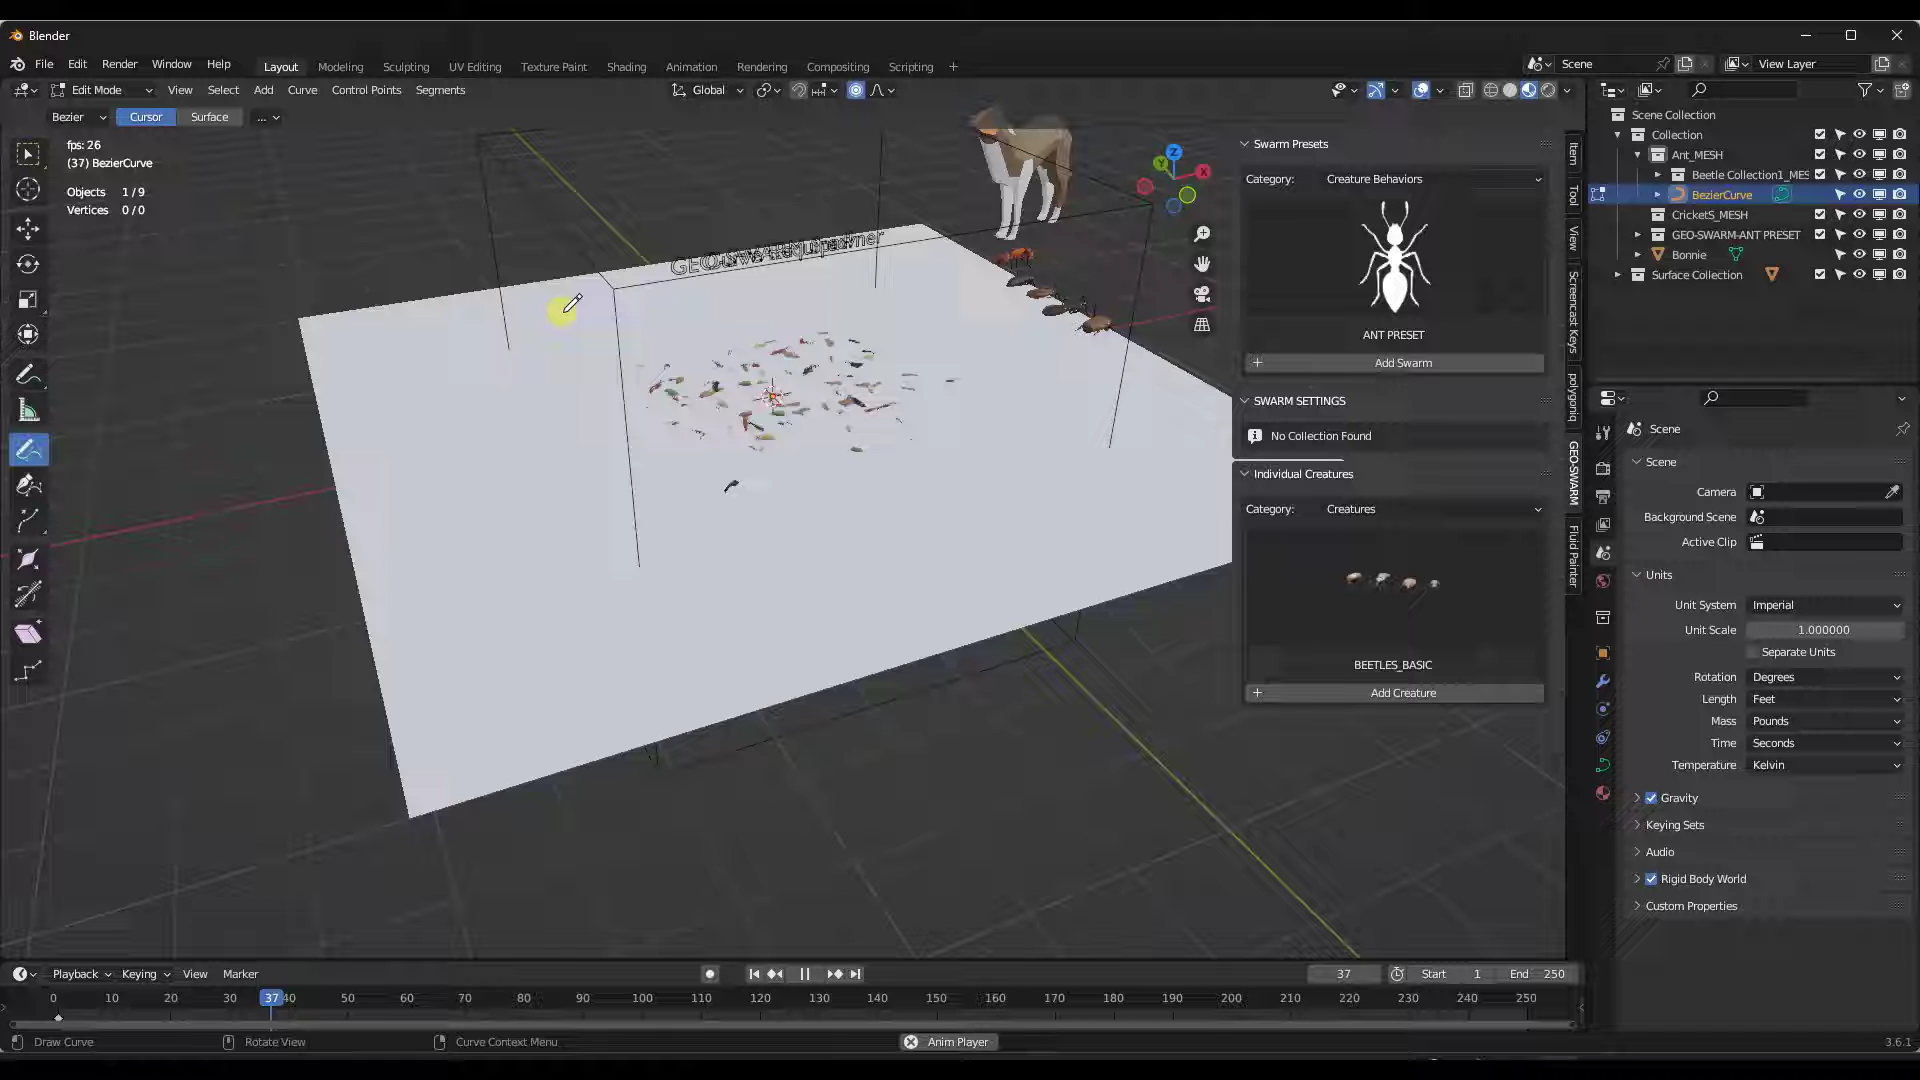 Blender
File Edit Render Window Help
Layout Modeling Sculpting UV Editing Texture Paint Shading Animation Rendering Compositing Scripting +
Scene
View Layer
Edit Mode View Select Add Curve Control Points Segments
Global
Bezier Cursor Surface ...
fps: 26
(37) BezierCurve
Objects 1 / 9
Vertices 0 / 0
Z
Y
X
Swarm Presets
Category: Creature Behaviors
ANT PRESET
+ Add Swarm
SWARM SETTINGS
No Collection Found
Individual Creatures
Category: Creatures
BEETLES_BASIC
+ Add Creature
Item
Tool
View
Screencast Keys
polygoniq
GEO-SWARM
Fluid Painter
Scene Collection
Collection
Ant_MESH
Beetle Collection1_MES
BezierCurve
CricketS_MESH
GEO-SWARM-ANT PRESET
Bonnie
Surface Collection
Scene
Scene
Camera
Background Scene
Active Clip
Units
Unit System Imperial
Unit Scale 1.000000
Separate Units
Rotation Degrees
Length Feet
Mass Pounds
Time Seconds
Temperature Kelvin
Gravity
Keying Sets
Audio
Rigid Body World
Custom Properties
Playback Keying View Marker
37 Start 1 End 250
0 10 20 30 37 40 50 60 70 80 90 100 110 120 130 140 150 160 170 180 190 200 210 220 230 240 250
Draw Curve Rotate View Curve Context Menu Anim Player 3.6.1